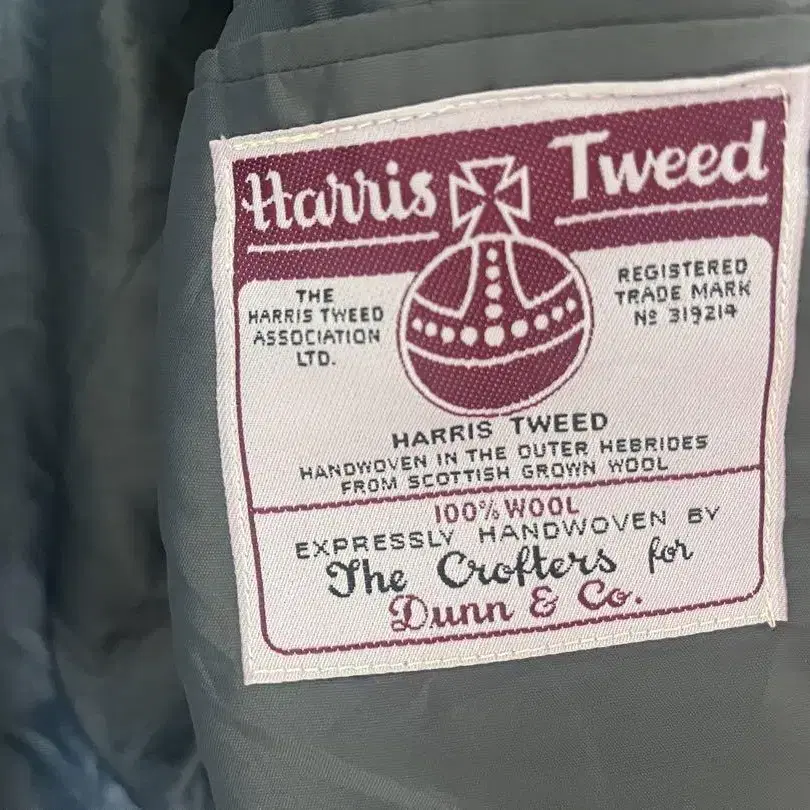 Harris Tweed
THE
HARRIS TWEED
ASSOCIATION
LTD.
REGISTERED
TRADE MARK
No 319214
HARRIS TWEED
HANDWOVEN IN THE OUTER HEBRIDES
FROM SCOTTISH GROWN WOOL
100% WOOL
EXPRESSLY HANDWOVEN BY
The Crofters for
Dunn & Co.